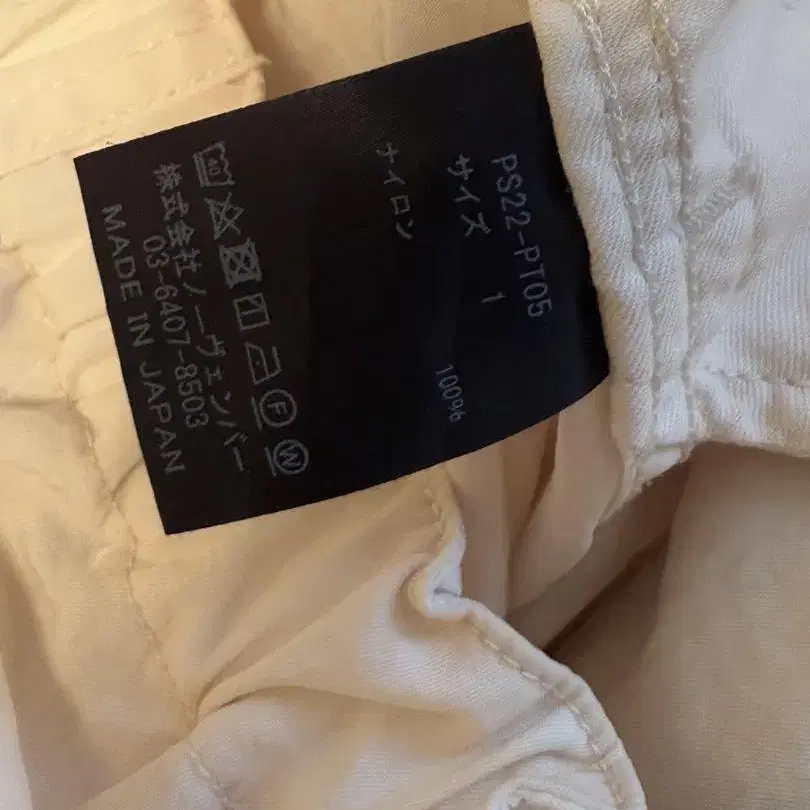 PS22-PT05
サイズ 1
ナイロン 100%
40
F W
株式会社ノーヴェンバー
03-6407-8503
MADE IN JAPAN